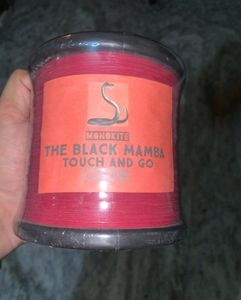 MONOKITE
THE BLACK MAMBA
TOUCH AND GO